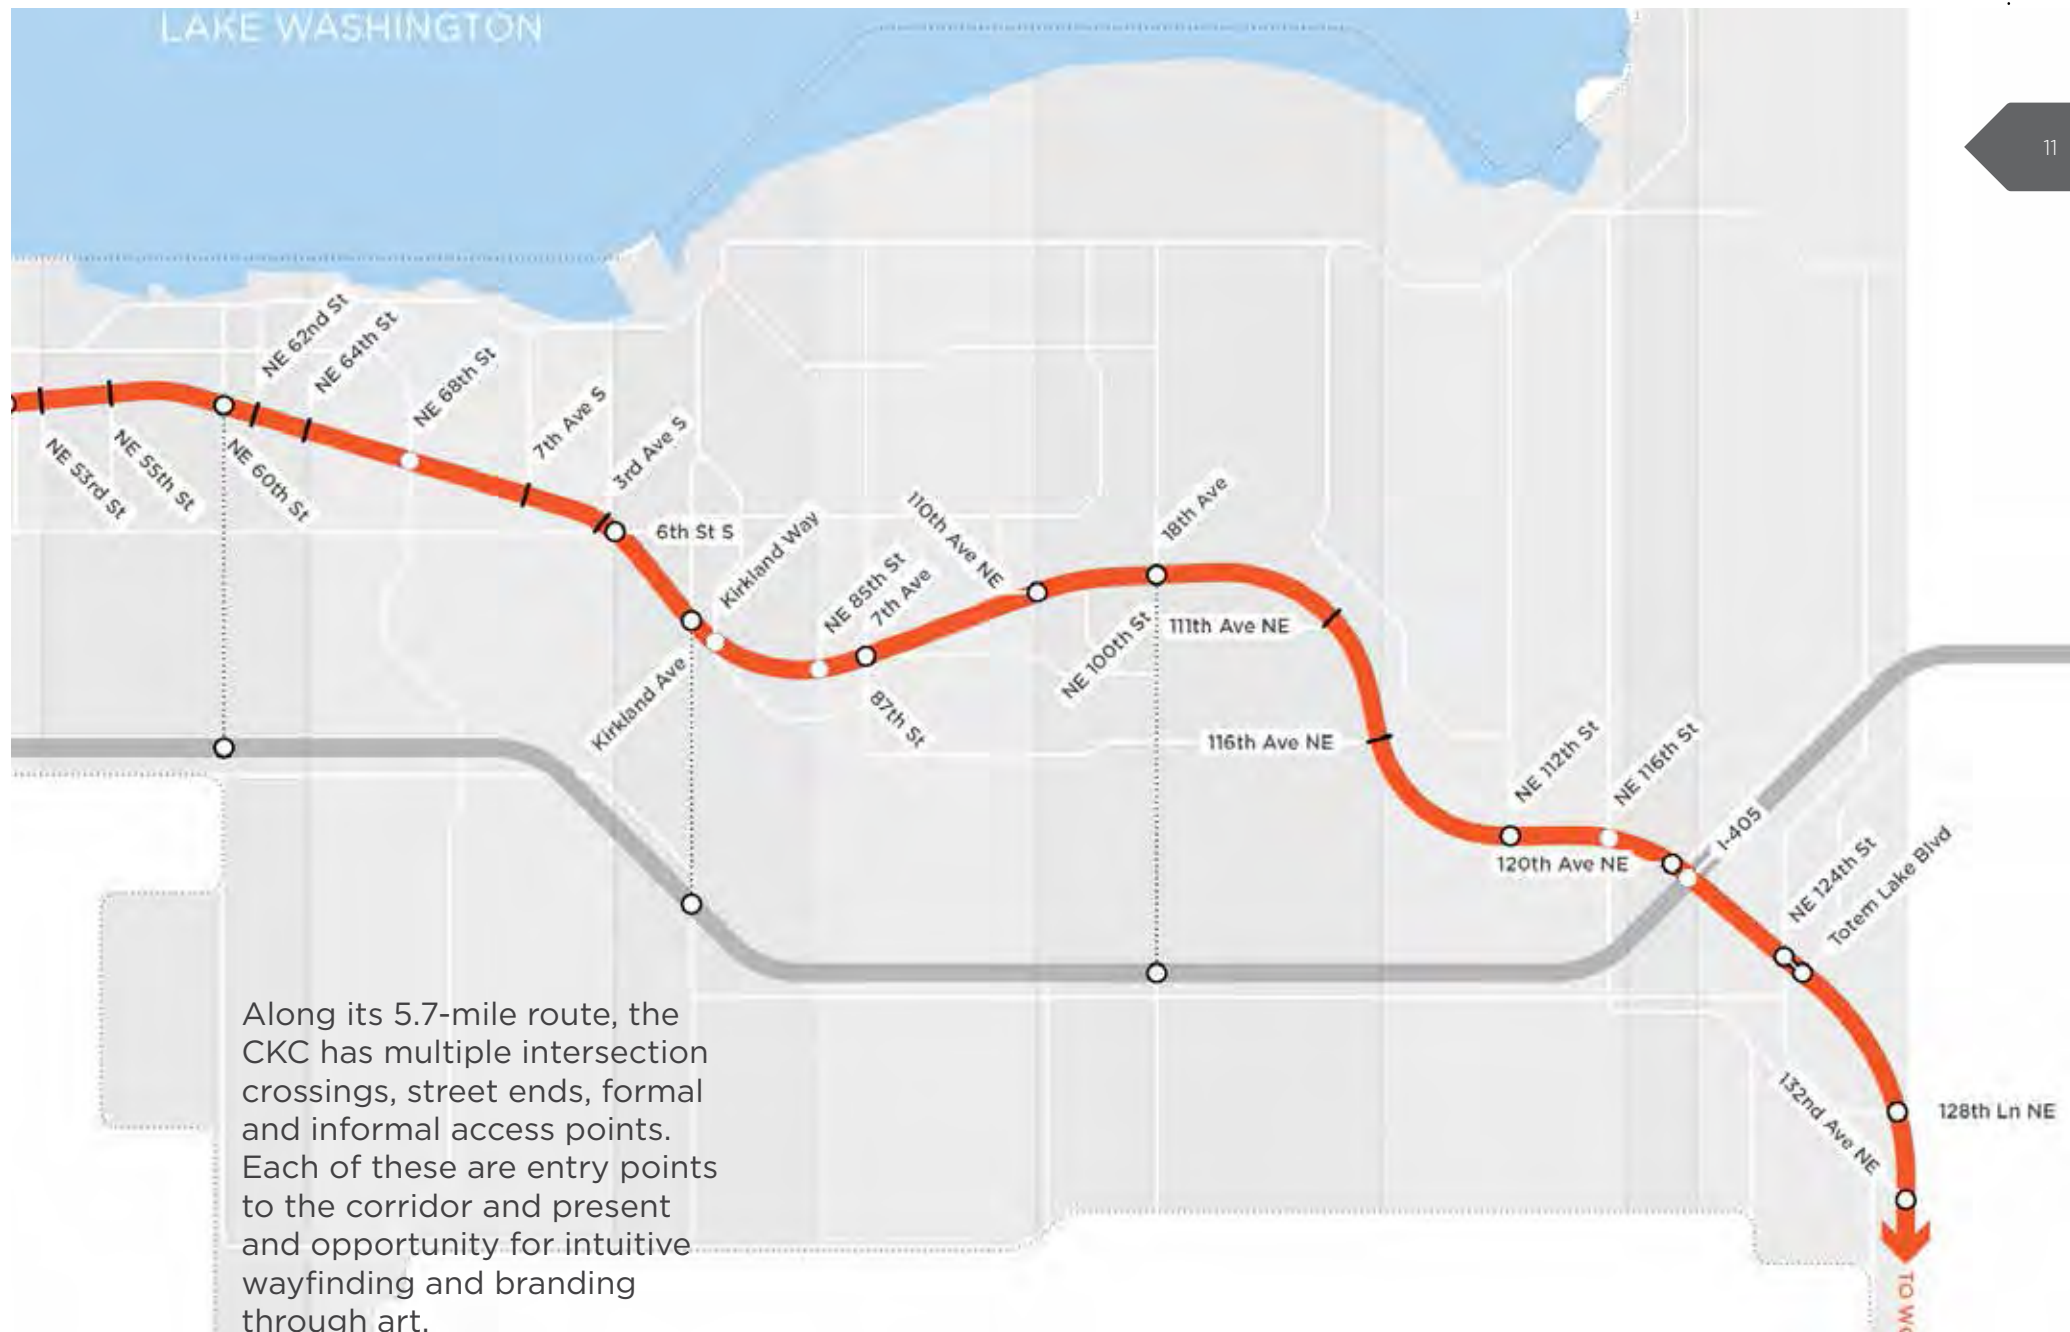 LAKE WASHINGTON
11
NE 62nd St
NE 64th St
NE 68th St
7th Ave S
3rd Ave S
NE 53rd St
NE 55th St
NE 60th St
6th St S
Kirkland Way
Kirkland Ave
NE 85th St
7th Ave
87th St
110th Ave NE
18th Ave
NE 100th St
111th Ave NE
116th Ave NE
NE 112th St
NE 116th St
120th Ave NE
I-405
NE 124th St
Totem Lake Blvd
132nd Ave NE
128th Ln NE
TO
Along its 5.7-mile route, the
CKC has multiple intersection
crossings, street ends, formal
and informal access points.
Each of these are entry points
to the corridor and present
and opportunity for intuitive
wayfinding and branding
through art.